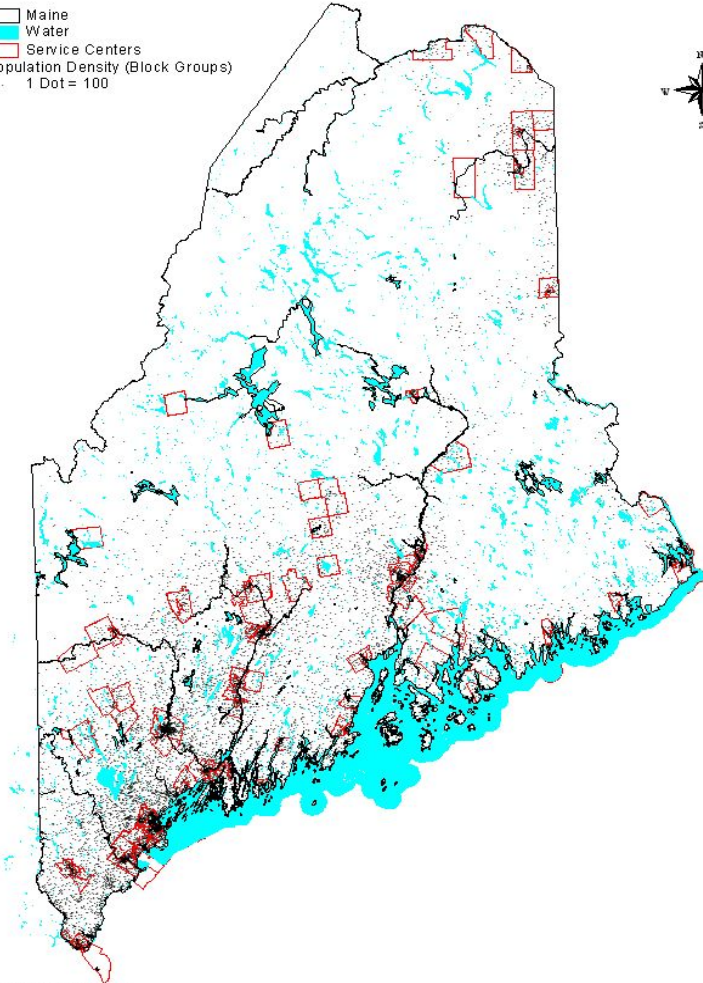 Maine
Water
Service Centers
opulation Density (Block Groups)
1 Dot = 100
N
W
S